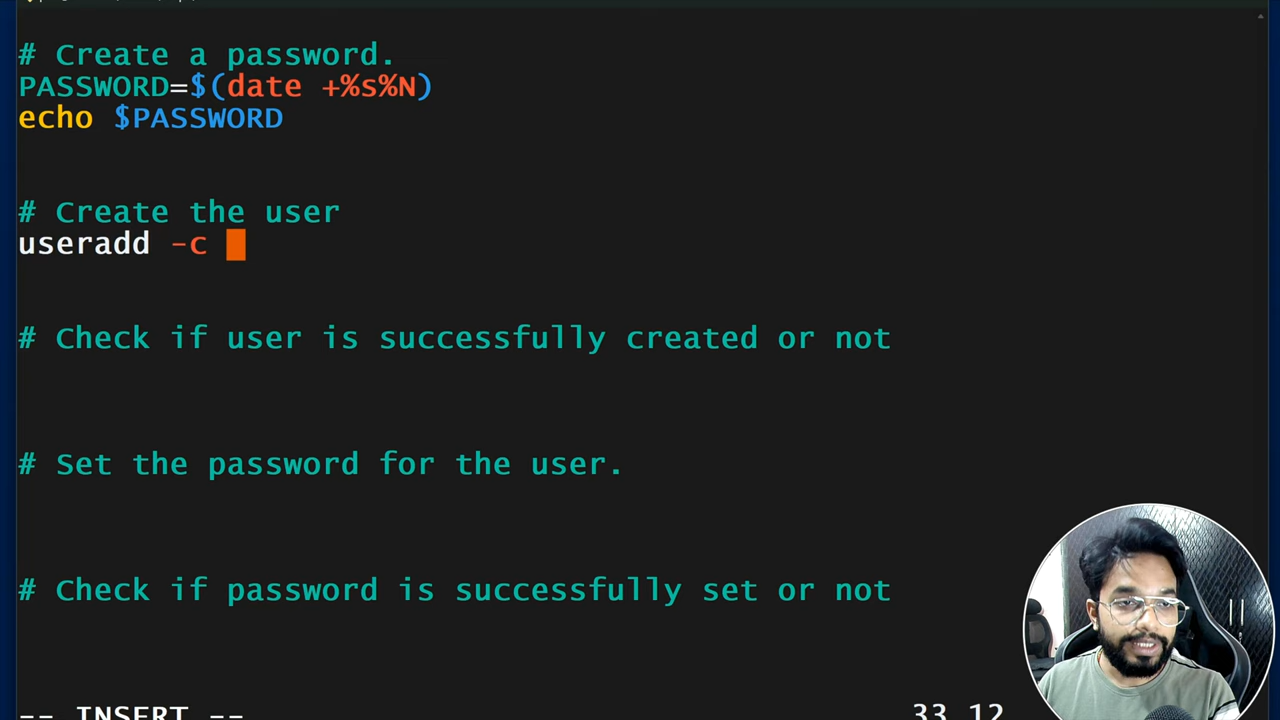 # Create a password.
PASSWORD=$(date +%s%N)
echo $PASSWORD
# Create the user
useradd -c
# Check if user is successfully created or not
# Set the password for the user.
# Check if password is successfully set or not
-- INSERT -- 33,12